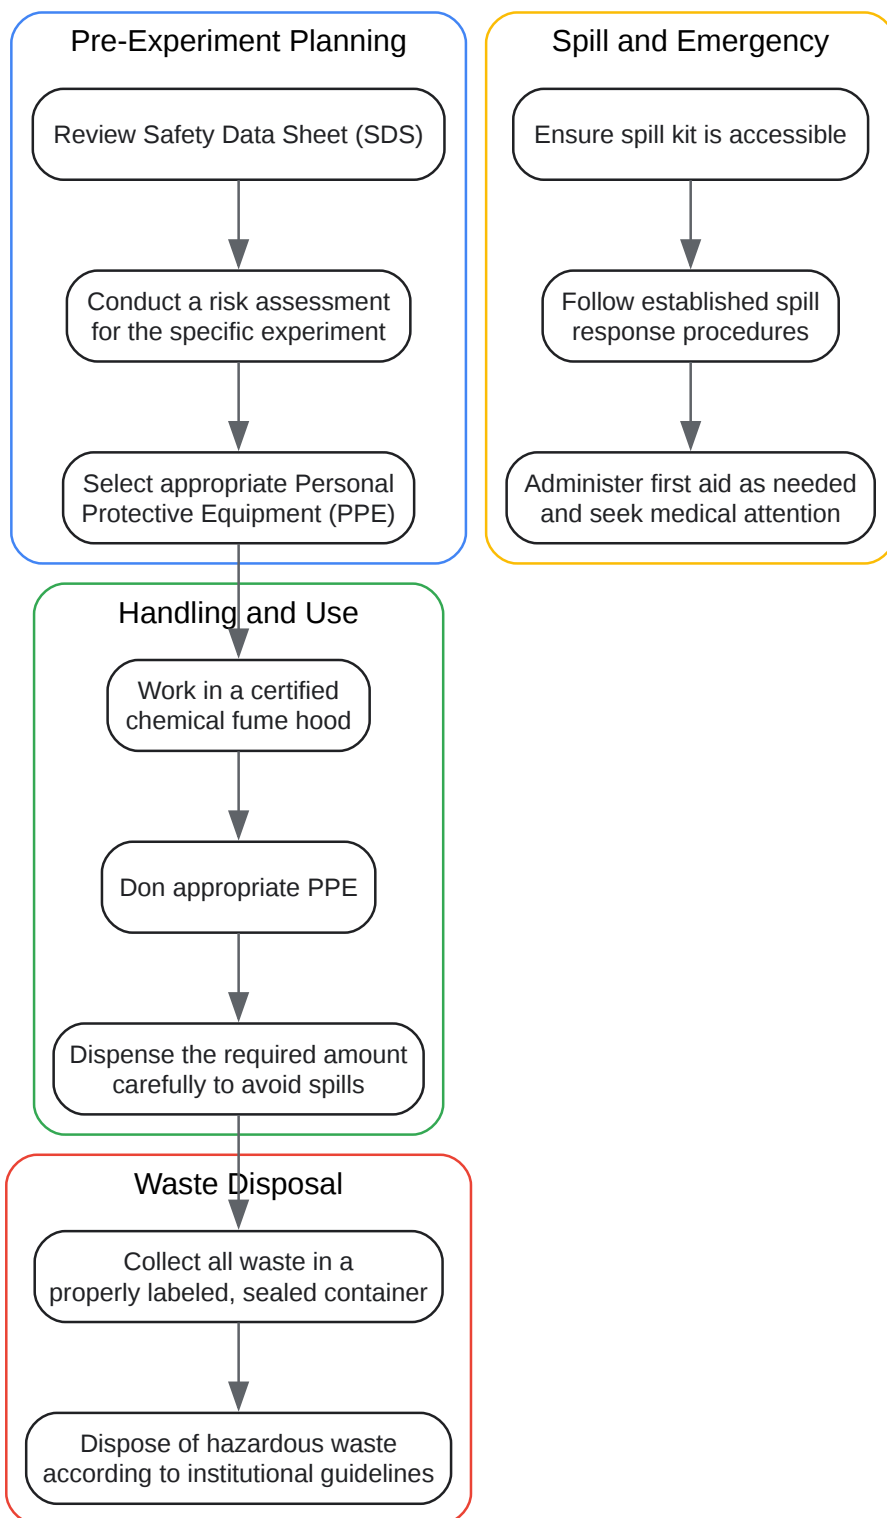 Pre-Experiment Planning
Review Safety Data Sheet (SDS)
Conduct a risk assessment
for the specific experiment
Select appropriate Personal
Protective Equipment (PPE)
Handling and Use
Work in a certified
chemical fume hood
Don appropriate PPE
Dispense the required amount
carefully to avoid spills
Waste Disposal
Collect all waste in a
properly labeled, sealed container
Dispose of hazardous waste
according to institutional guidelines
Spill and Emergency
Ensure spill kit is accessible
Follow established spill
response procedures
Administer first aid as needed
and seek medical attention